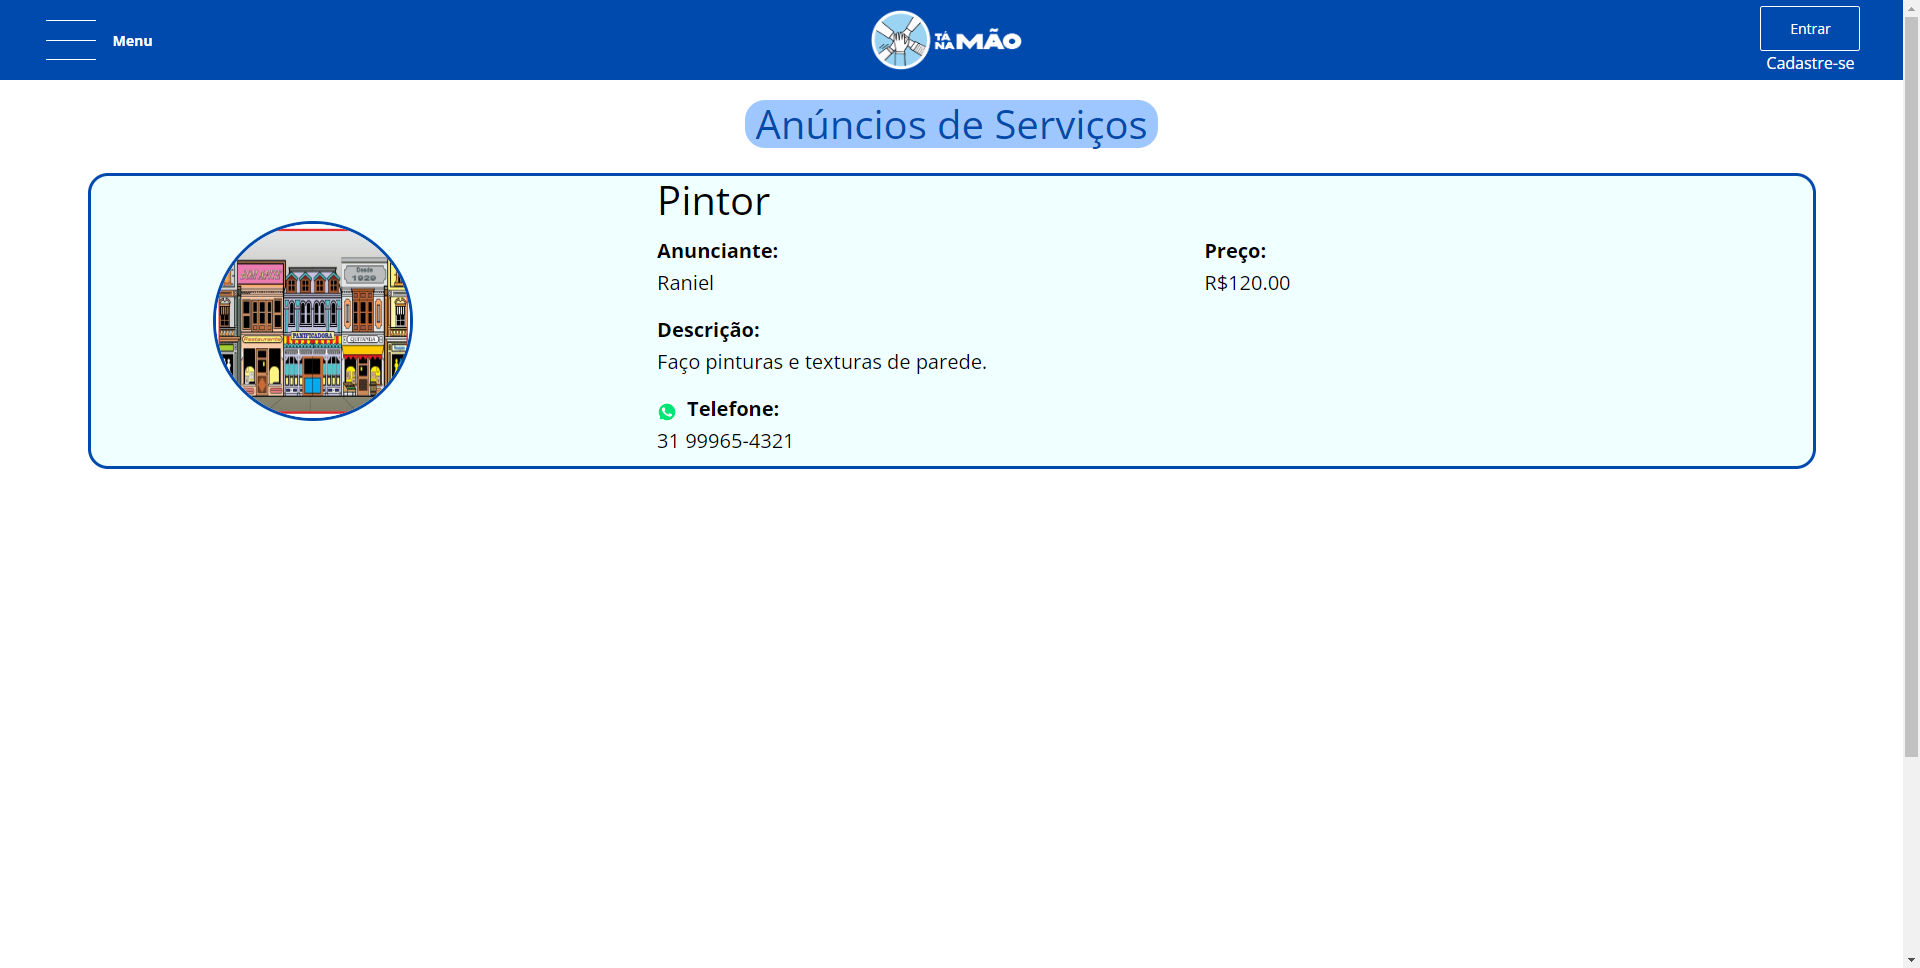 Menu
TÁ
NA MÃO
Entrar
Cadastre-se
Anúncios de Serviços
Pintor
Anunciante:
Raniel
Preço:
R$120.00
Descrição:
Faço pinturas e texturas de parede.
Telefone:
31 99965-4321
Desde
1929
Restaurante
PANIFICADORA
QUITANDA